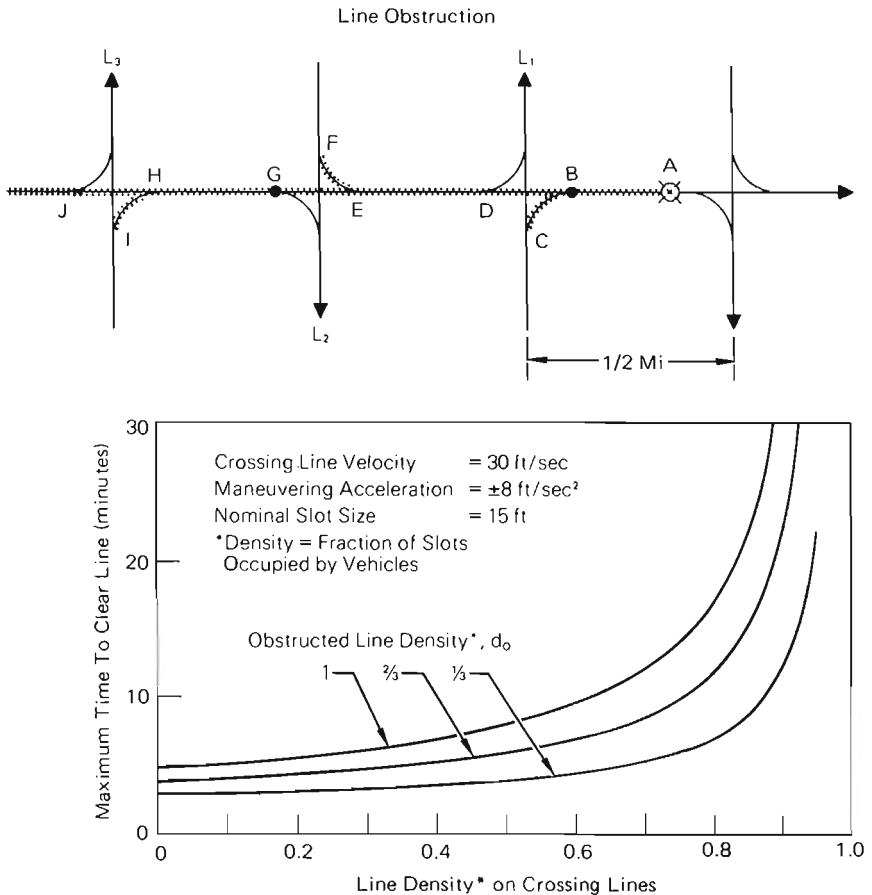 Line Obstruction
L₃
L₁
F
H
G
B
A
J
E
D
I
C
L₂
1/2 Mi
Maximum Time To Clear Line (minutes)
30
20
10
0
Crossing Line Velocity = 30 ft/sec
Maneuvering Acceleration = ±8 ft/sec²
Nominal Slot Size = 15 ft
*Density = Fraction of Slots
Occupied by Vehicles
Obstructed Line Density*, d₀
1 ⅔ ⅓
0 0.2 0.4 0.6 0.8 1.0
Line Density* on Crossing Lines